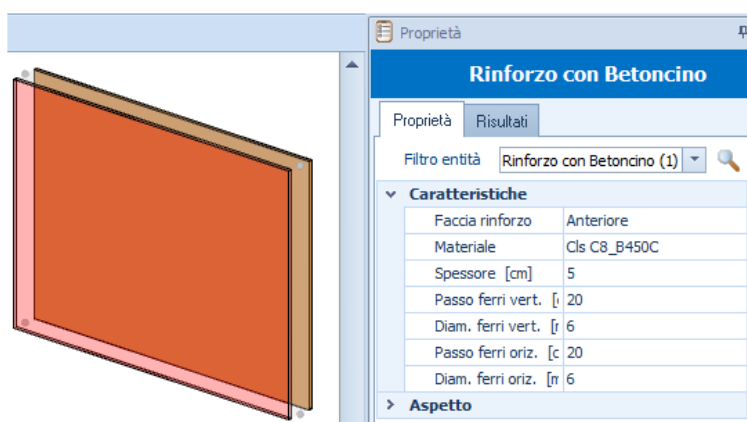 Proprietà
Rinforzo con Betoncino
Proprietà Risultati
Filtro entità Rinforzo con Betoncino (1)
Caratteristiche
Faccia rinforzo Anteriore
Materiale Cls C8_B450C
Spessore [cm] 5
Passo ferri vert. [ 20
Diam. ferri vert. [ 6
Passo ferri oriz. [c 20
Diam. ferri oriz. [ 6
Aspetto